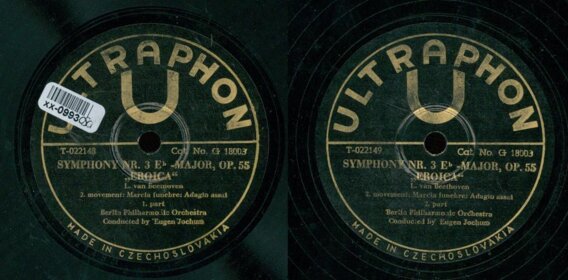 ULTRAPHON
U
XX-0993
T-022148 Cat. No. G 18003
SYMPHONY NR. 3 E♭ -MAJOR, OP. 55
„EROICA“
L. van Beethoven
2. movement: Marcia funebre: Adagio assai
1. part
Berlin Philharmonic Orchestra
Conducted by Eugen Jochum
MADE IN CZECHOSLOVAKIA
ULTRAPHON
U
T-022149 Cat. No. G 18003
SYMPHONY NR. 3 E♭ -MAJOR, OP. 55
„EROICA“
L. van Beethoven
2. movement: Marcia funebre: Adagio assai
2. part
Berlin Philharmonic Orchestra
Conducted by Eugen Jochum
MADE IN CZECHOSLOVAKIA